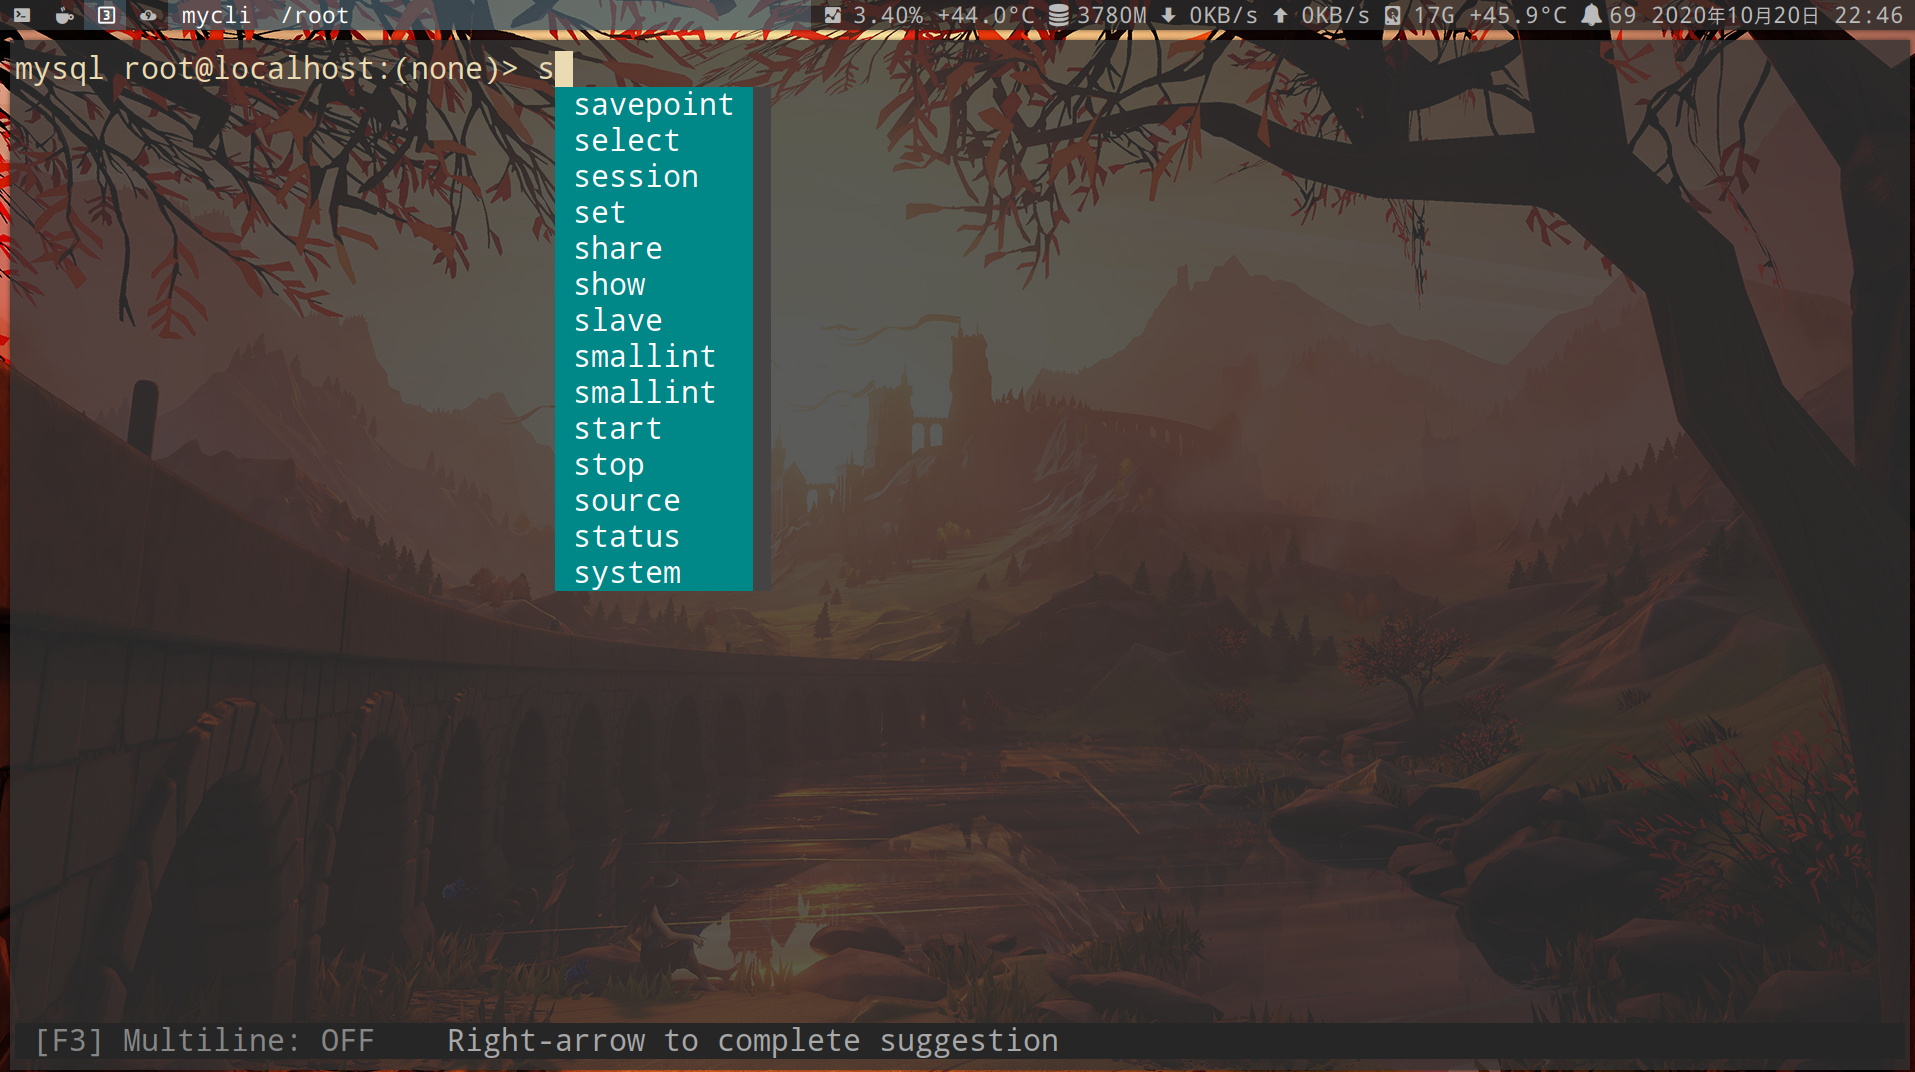 3 9 mycli /root 3.40% +44.0°C 3780M 0KB/s 0KB/s 17G +45.9°C 69 2020年10月20日 22:46
mysql root@localhost:(none)> s
savepoint
select
session
set
share
show
slave
smallint
smallint
start
stop
source
status
system
[F3] Multiline: OFF Right-arrow to complete suggestion